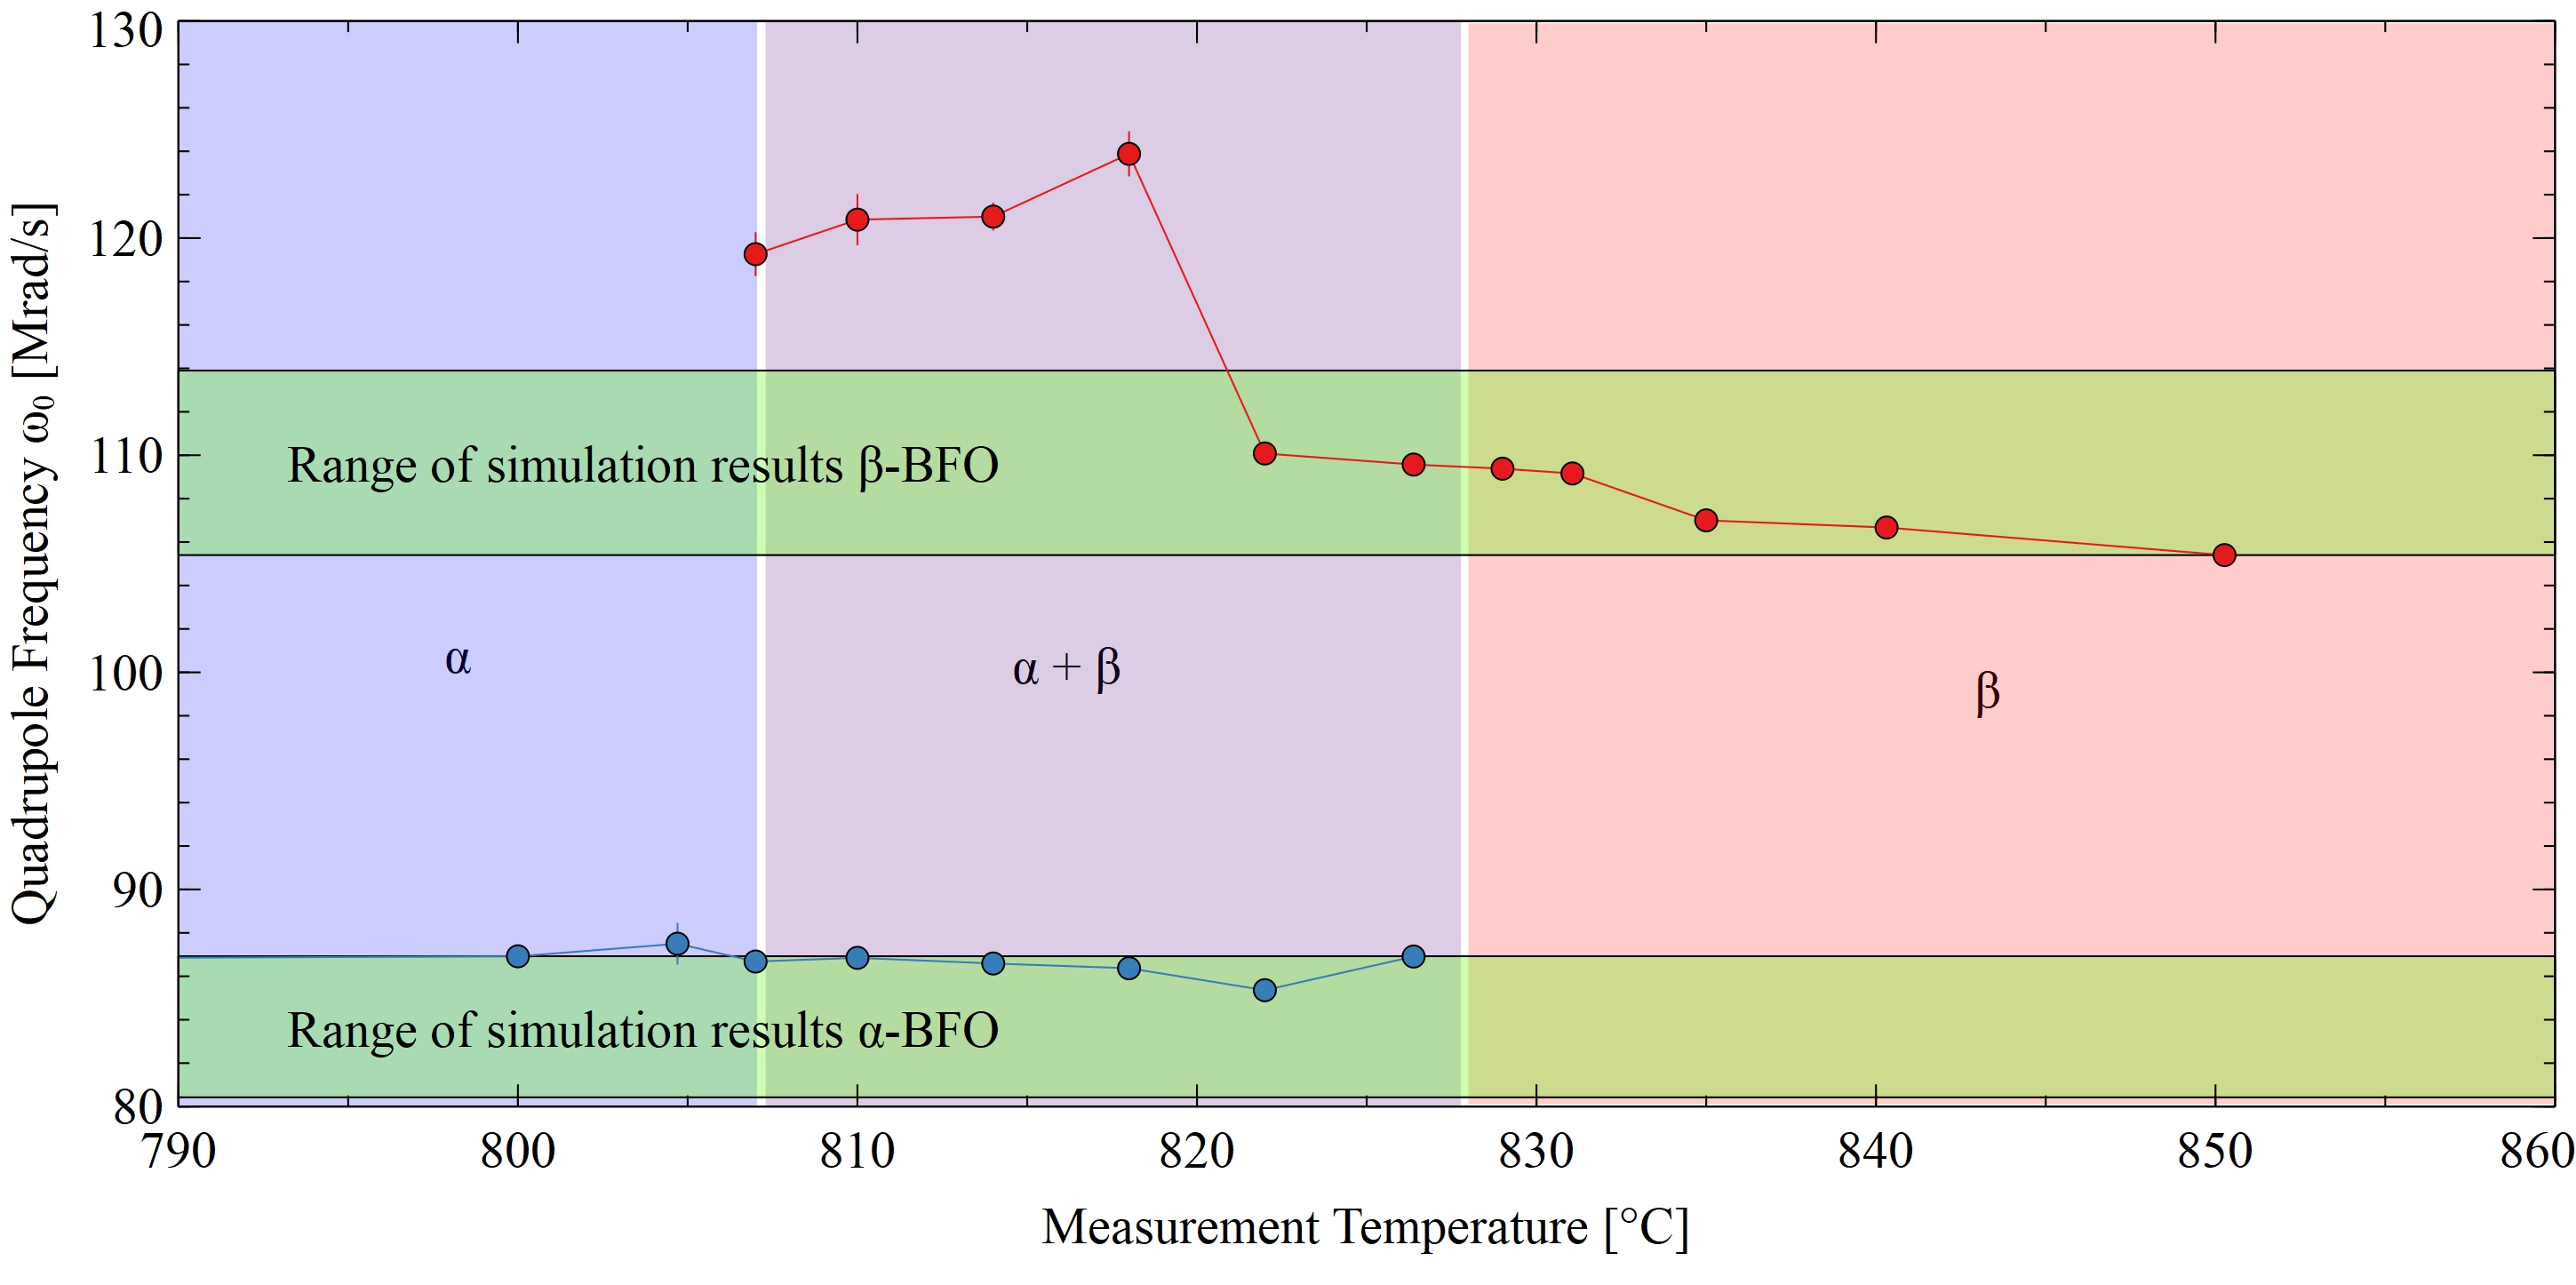 130
120
110
100
90
80
Quadrupole Frequency ω₀ [Mrad/s]
Range of simulation results β-BFO
α
α + β
β
Range of simulation results α-BFO
790 800 810 820 830 840 850 860
Measurement Temperature [°C]